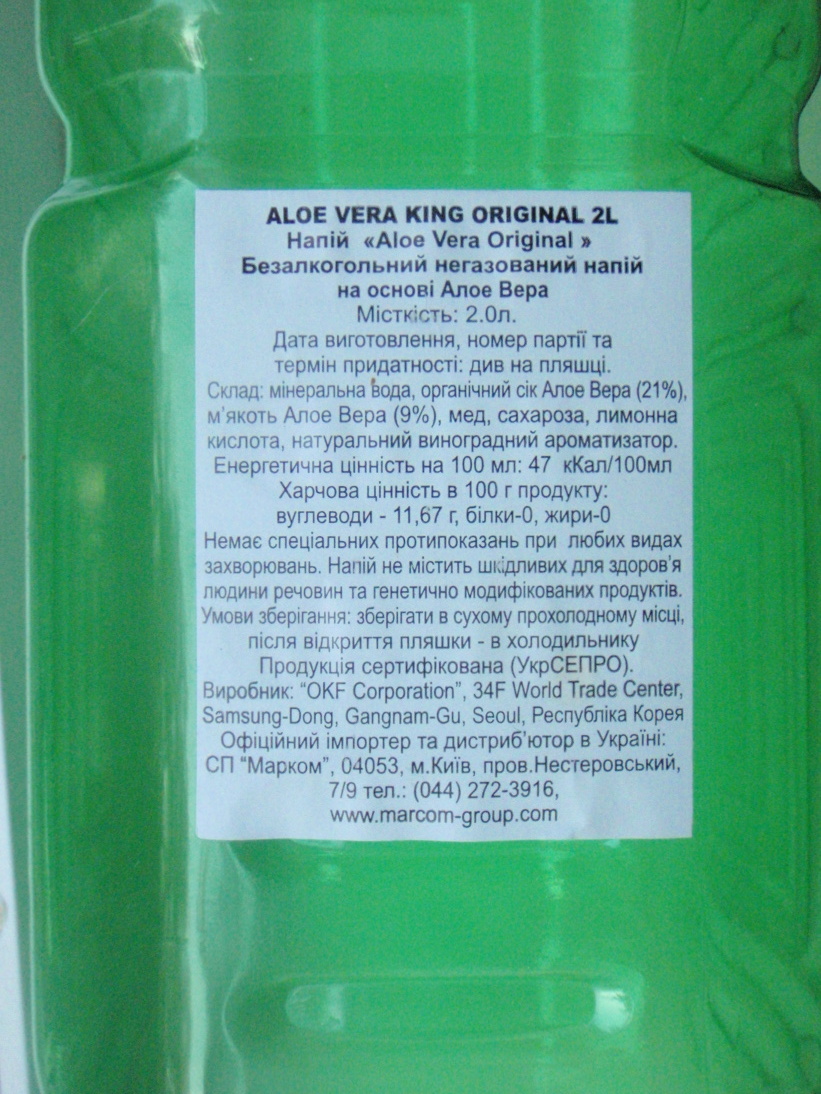 ALOE VERA KING ORIGINAL 2L
Напій «Aloe Vera Original »
Безалкогольний негазований напій
на основі Алое Вера
Місткість: 2.0л.
Дата виготовлення, номер партії та
термін придатності: див на пляшці.
Склад: мінеральна вода, органічний сік Алое Вера (21%),
м'якоть Алое Вера (9%), мед, сахароза, лимонна
кислота, натуральний виноградний ароматизатор.
Енергетична цінність на 100 мл: 47 кКал/100мл
Харчова цінність в 100 г продукту:
вуглеводи - 11,67 г, білки-0, жири-0
Немає спеціальних протипоказань при любих видах
захворювань. Напій не містить шкідливих для здоров'я
людини речовин та генетично модифікованих продуктів.
Умови зберігання: зберігати в сухому прохолодному місці,
після відкриття пляшки - в холодильнику
Продукція сертифікована (УкрСЕПРО).
Виробник: "OKF Corporation", 34F World Trade Center,
Samsung-Dong, Gangnam-Gu, Seoul, Республіка Корея
Офіційний імпортер та дистриб'ютор в Україні:
СП "Марком", 04053, м.Київ, пров.Нестеровський,
7/9 тел.: (044) 272-3916,
www.marcom-group.com